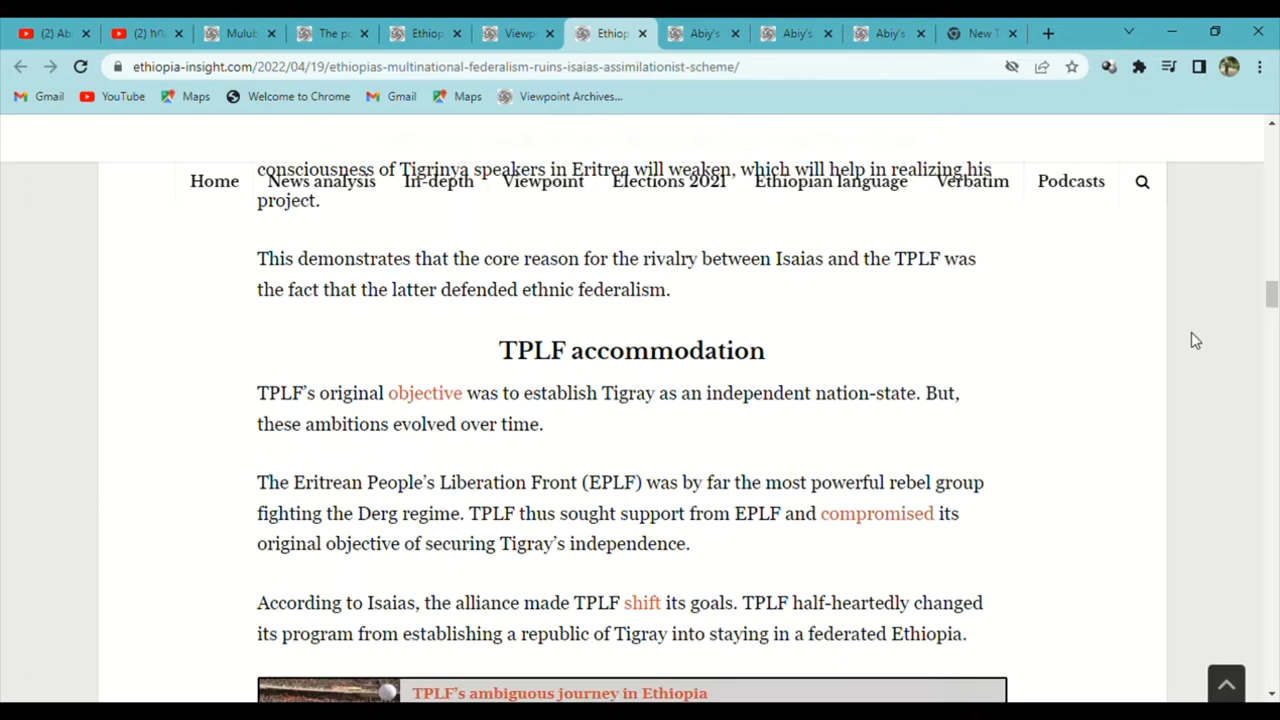 (2) Ab
(2) ስ
Mulub
The po
Ethiop
Viewp
Ethiop
Abiy's
Abiy's
Abiy's
New T
ethiopia-insight.com/2022/04/19/ethiopias-multinational-federalism-ruins-isaias-assimilationist-scheme/
Gmail YouTube Maps Welcome to Chrome Gmail Maps Viewpoint Archives...
consciousness of Tigrinya speakers in Eritrea will weaken, which will help in realizing his
Home News analysis In-depth Viewpoint Elections 2021 Ethiopian language Verbatim Podcasts
project.
This demonstrates that the core reason for the rivalry between Isaias and the TPLF was
the fact that the latter defended ethnic federalism.
TPLF accommodation
TPLF's original objective was to establish Tigray as an independent nation-state. But,
these ambitions evolved over time.
The Eritrean People's Liberation Front (EPLF) was by far the most powerful rebel group
fighting the Derg regime. TPLF thus sought support from EPLF and compromised its
original objective of securing Tigray's independence.
According to Isaias, the alliance made TPLF shift its goals. TPLF half-heartedly changed
its program from establishing a republic of Tigray into staying in a federated Ethiopia.
TPLF's ambiguous journey in Ethiopia